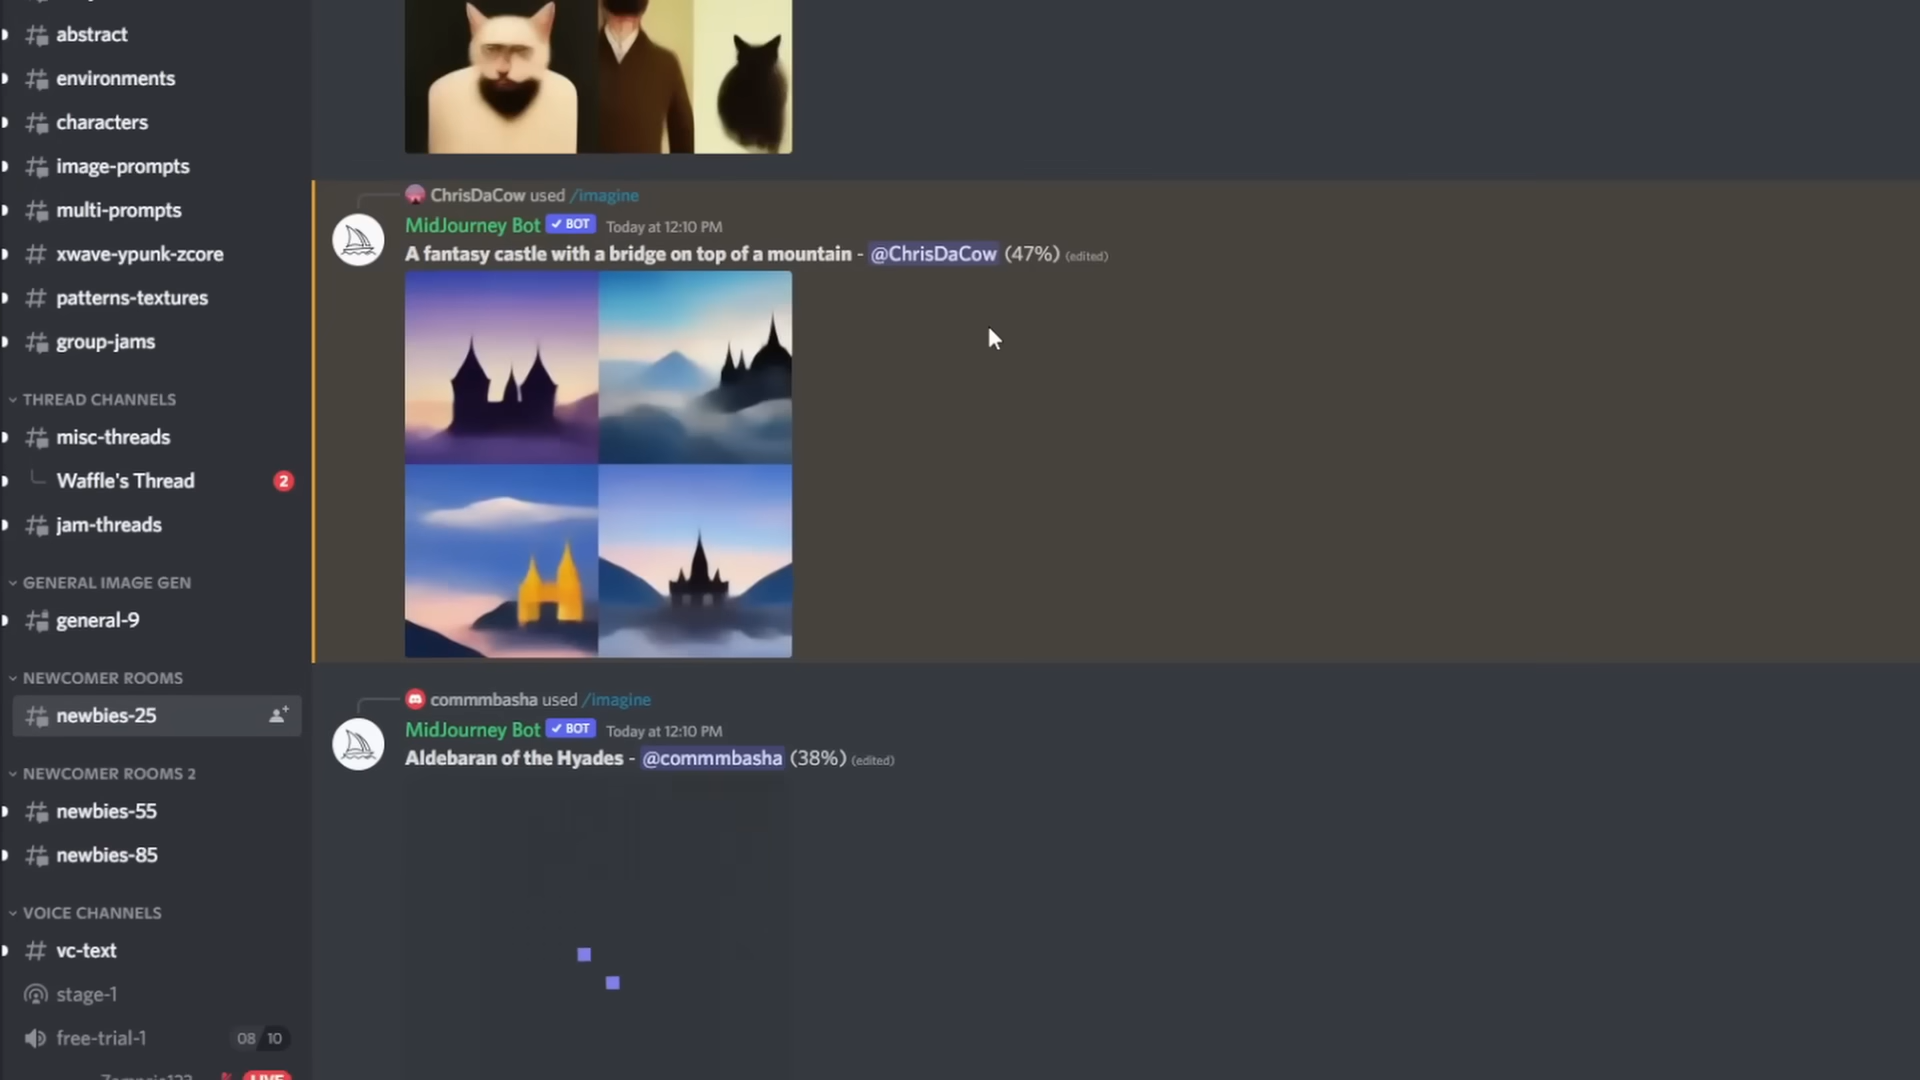 abstract
environments
characters
image-prompts
multi-prompts
xwave-ypunk-zcore
patterns-textures
group-jams
THREAD CHANNELS
misc-threads
Waffle's Thread 2
jam-threads
GENERAL IMAGE GEN
general-9
NEWCOMER ROOMS
newbies-25
NEWCOMER ROOMS 2
newbies-55
newbies-85
VOICE CHANNELS
vc-text
stage-1
free-trial-1 08 10
LIVE
ChrisDaCow used /imagine
MidJourney Bot BOT Today at 12:10 PM
A fantasy castle with a bridge on top of a mountain - @ChrisDaCow (47%) (edited)
commmbasha used /imagine
MidJourney Bot BOT Today at 12:10 PM
Aldebaran of the Hyades - @commmbasha (38%) (edited)